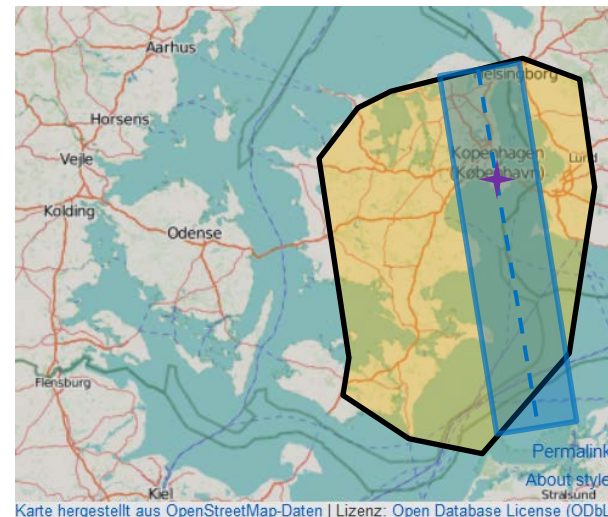 Aarhus
Helsingborg
Horsens
Vejle
Kopenhagen
(København)
Lund
Kolding
Odense
Flensburg
Permalink
About style
Kiel
Stralsund
Karte hergestellt aus OpenStreetMap-Daten | Lizenz: Open Database License (ODbL